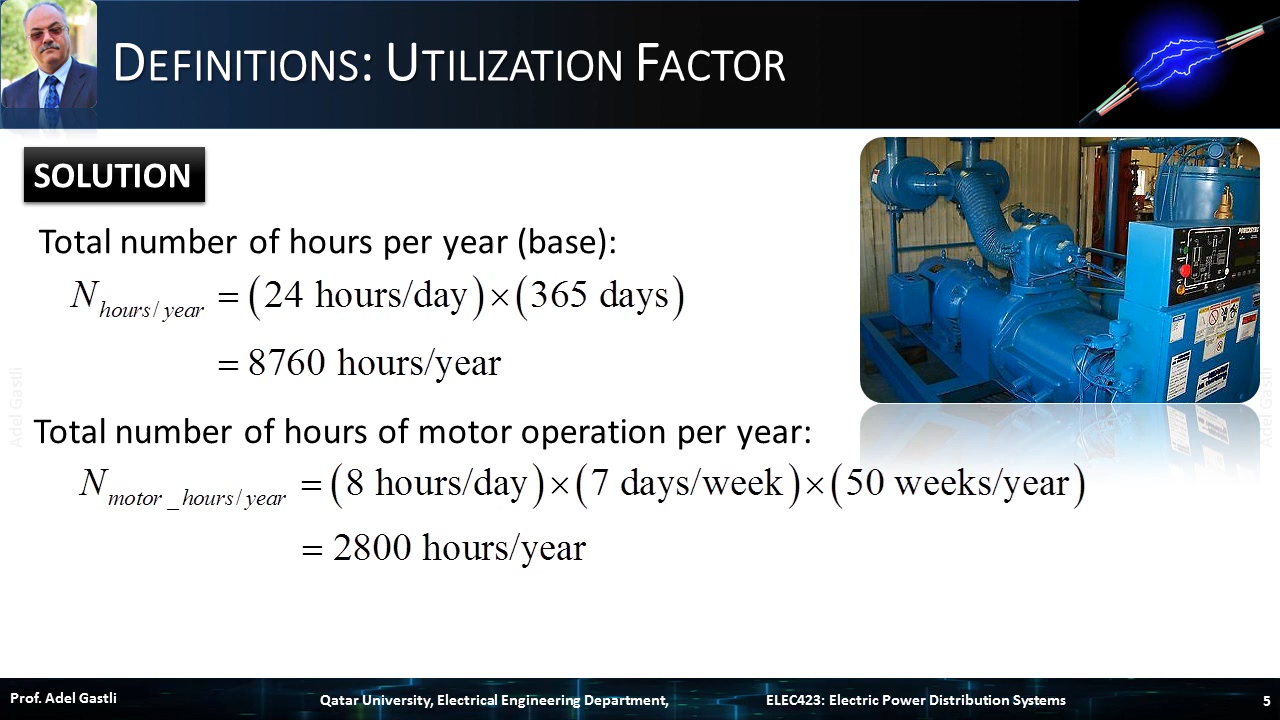 DEFINITIONS: UTILIZATION FACTOR
SOLUTION
Total number of hours per year (base):
N hours/year = (24 hours/day)×(365 days)
= 8760 hours/year
Total number of hours of motor operation per year:
N motor_hours/year = (8 hours/day)×(7 days/week)×(50 weeks/year)
= 2800 hours/year
Adel Gastli
Adel Gastli
Prof. Adel Gastli
Qatar University, Electrical Engineering Department,
ELEC423: Electric Power Distribution Systems
5